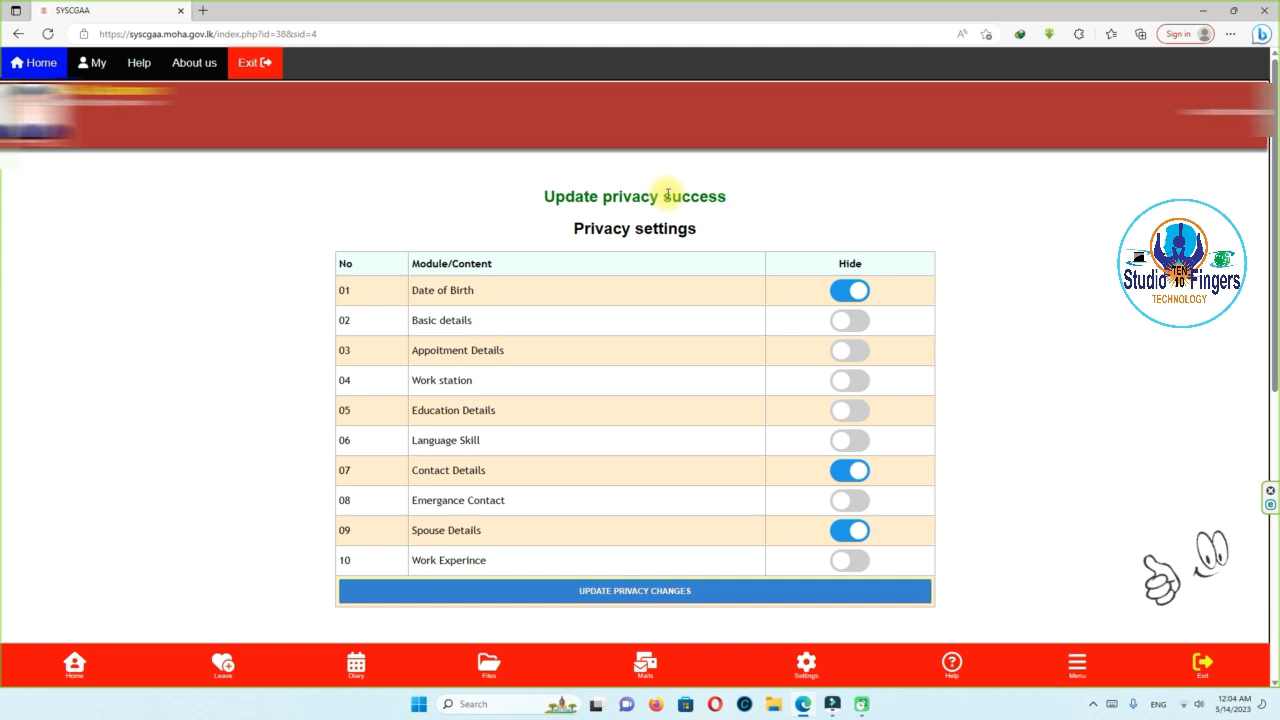 SYSCGAA
https://syscgaa.moha.gov.lk/index.php?id=38&sid=4
Sign in
Home My Help About us Exit
Update privacy success
Privacy settings
No Module/Content Hide
01 Date of Birth
02 Basic details
03 Appoitment Details
04 Work station
05 Education Details
06 Language Skill
07 Contact Details
08 Emergance Contact
09 Spouse Details
10 Work Experince
UPDATE PRIVACY CHANGES
Studio TEN 10 Fingers
TECHNOLOGY
Home Leave Diary Files Mails Settings Help Menu Exit
Search
ENG
12:04 AM
5/14/2023